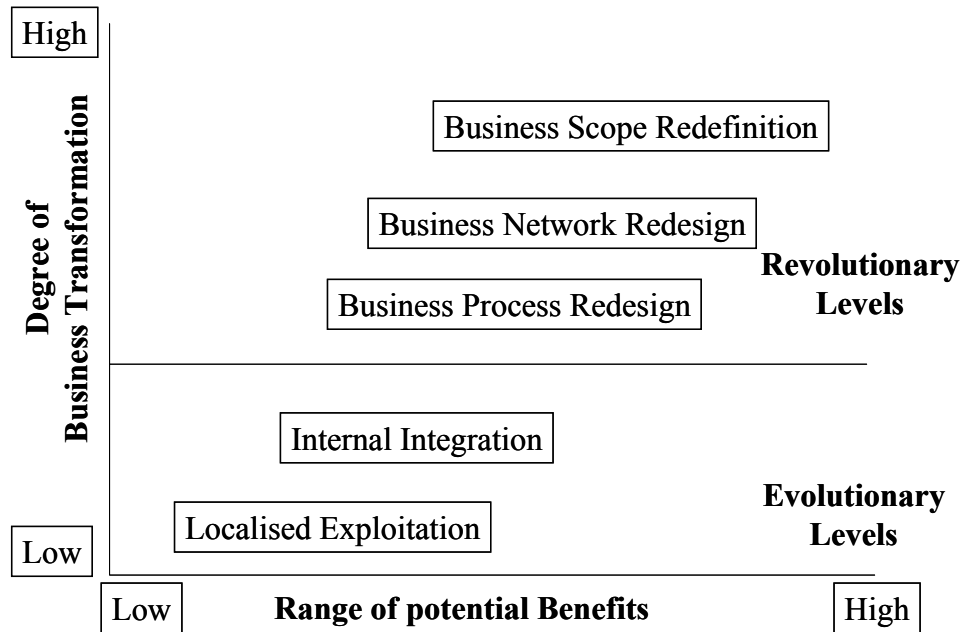 High
Business Scope Redefinition
Degree of
Business Transformation
Business Network Redesign
Revolutionary
Levels
Business Process Redesign
Internal Integration
Evolutionary
Levels
Localised Exploitation
Low
Low
Range of potential Benefits
High